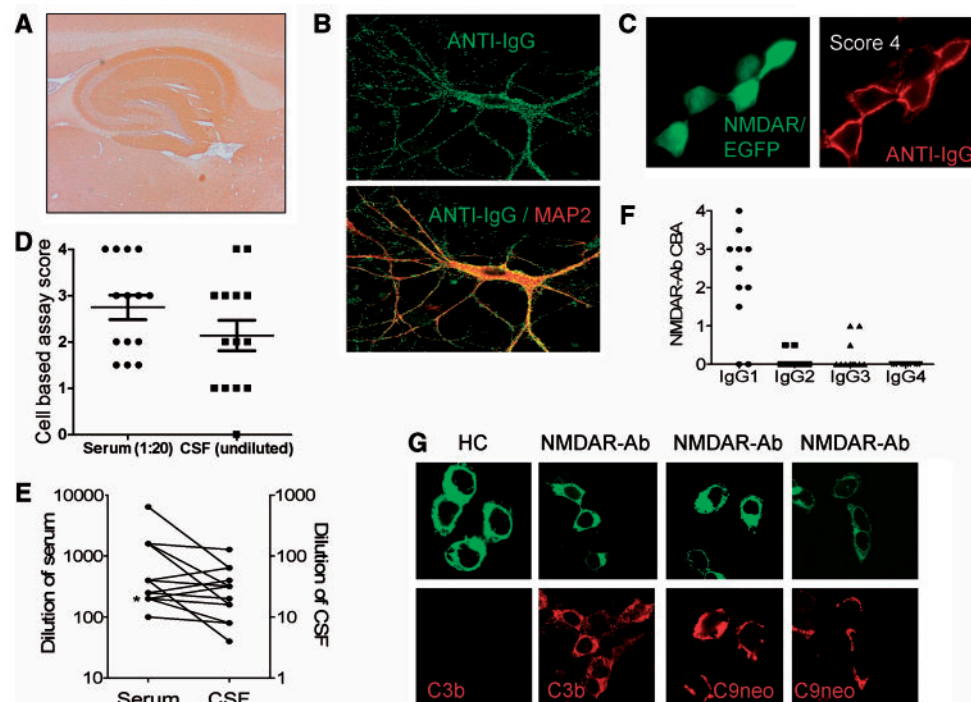 A
B
ANTI-IgG
ANTI-IgG / MAP2
C
NMDAR/
EGFP
Score 4
ANTI-IgG
D
Cell based assay score
4
3
2
1
0
Serum (1:20)
CSF (undiluted)
E
Dilution of serum
10000
1000
100
10
*
Dilution of CSF
1000
100
10
1
Serum
CSF
F
NMDAR-Ab CBA
4
3
2
1
0
IgG1
IgG2
IgG3
IgG4
G
HC
NMDAR-Ab
NMDAR-Ab
NMDAR-Ab
C3b
C3b
C9neo
C9neo